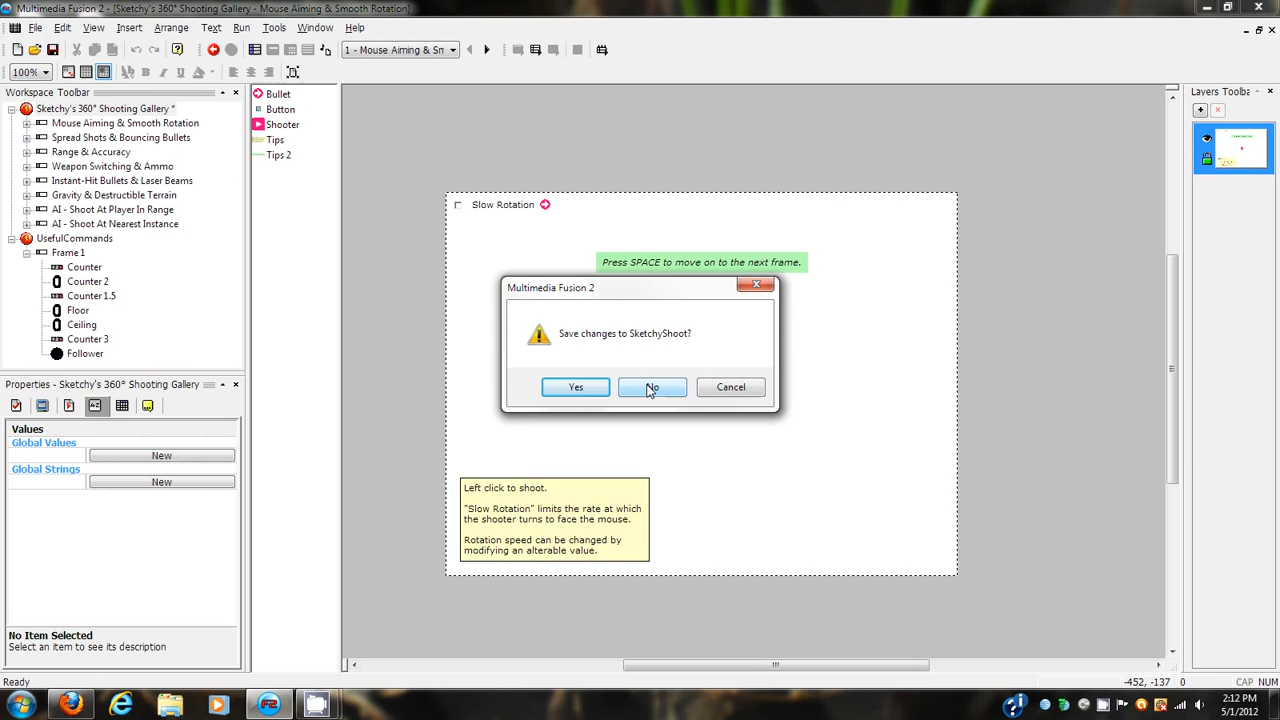 Multimedia Fusion 2 - [Sketchy's 360° Shooting Gallery - Mouse Aiming & Smooth Rotation]
File Edit View Insert Arrange Text Run Tools Window Help
1 - Mouse Aiming & Sm
100% B I U A
Workspace Toolbar
Sketchy's 360° Shooting Gallery *
Mouse Aiming & Smooth Rotation
Spread Shots & Bouncing Bullets
Range & Accuracy
Weapon Switching & Ammo
Instant-Hit Bullets & Laser Beams
Gravity & Destructible Terrain
AI - Shoot At Player In Range
AI - Shoot At Nearest Instance
UsefulCommands
Frame 1
Counter
Counter 2
Counter 1.5
Floor
Ceiling
Counter 3
Follower
Bullet
Button
Shooter
Tips
Tips 2
Layers Toolba
Slow Rotation
Press SPACE to move on to the next frame.
Multimedia Fusion 2
Save changes to SketchyShoot?
Yes No Cancel
Left click to shoot.
"Slow Rotation" limits the rate at which
the shooter turns to face the mouse.
Rotation speed can be changed by
modifying an alterable value.
Properties - Sketchy's 360° Shooting Gallery
Values
Global Values
New
Global Strings
New
No Item Selected
Select an item to see its description
Ready
-452, -137 0 CAP NUM
2:12 PM
5/1/2012